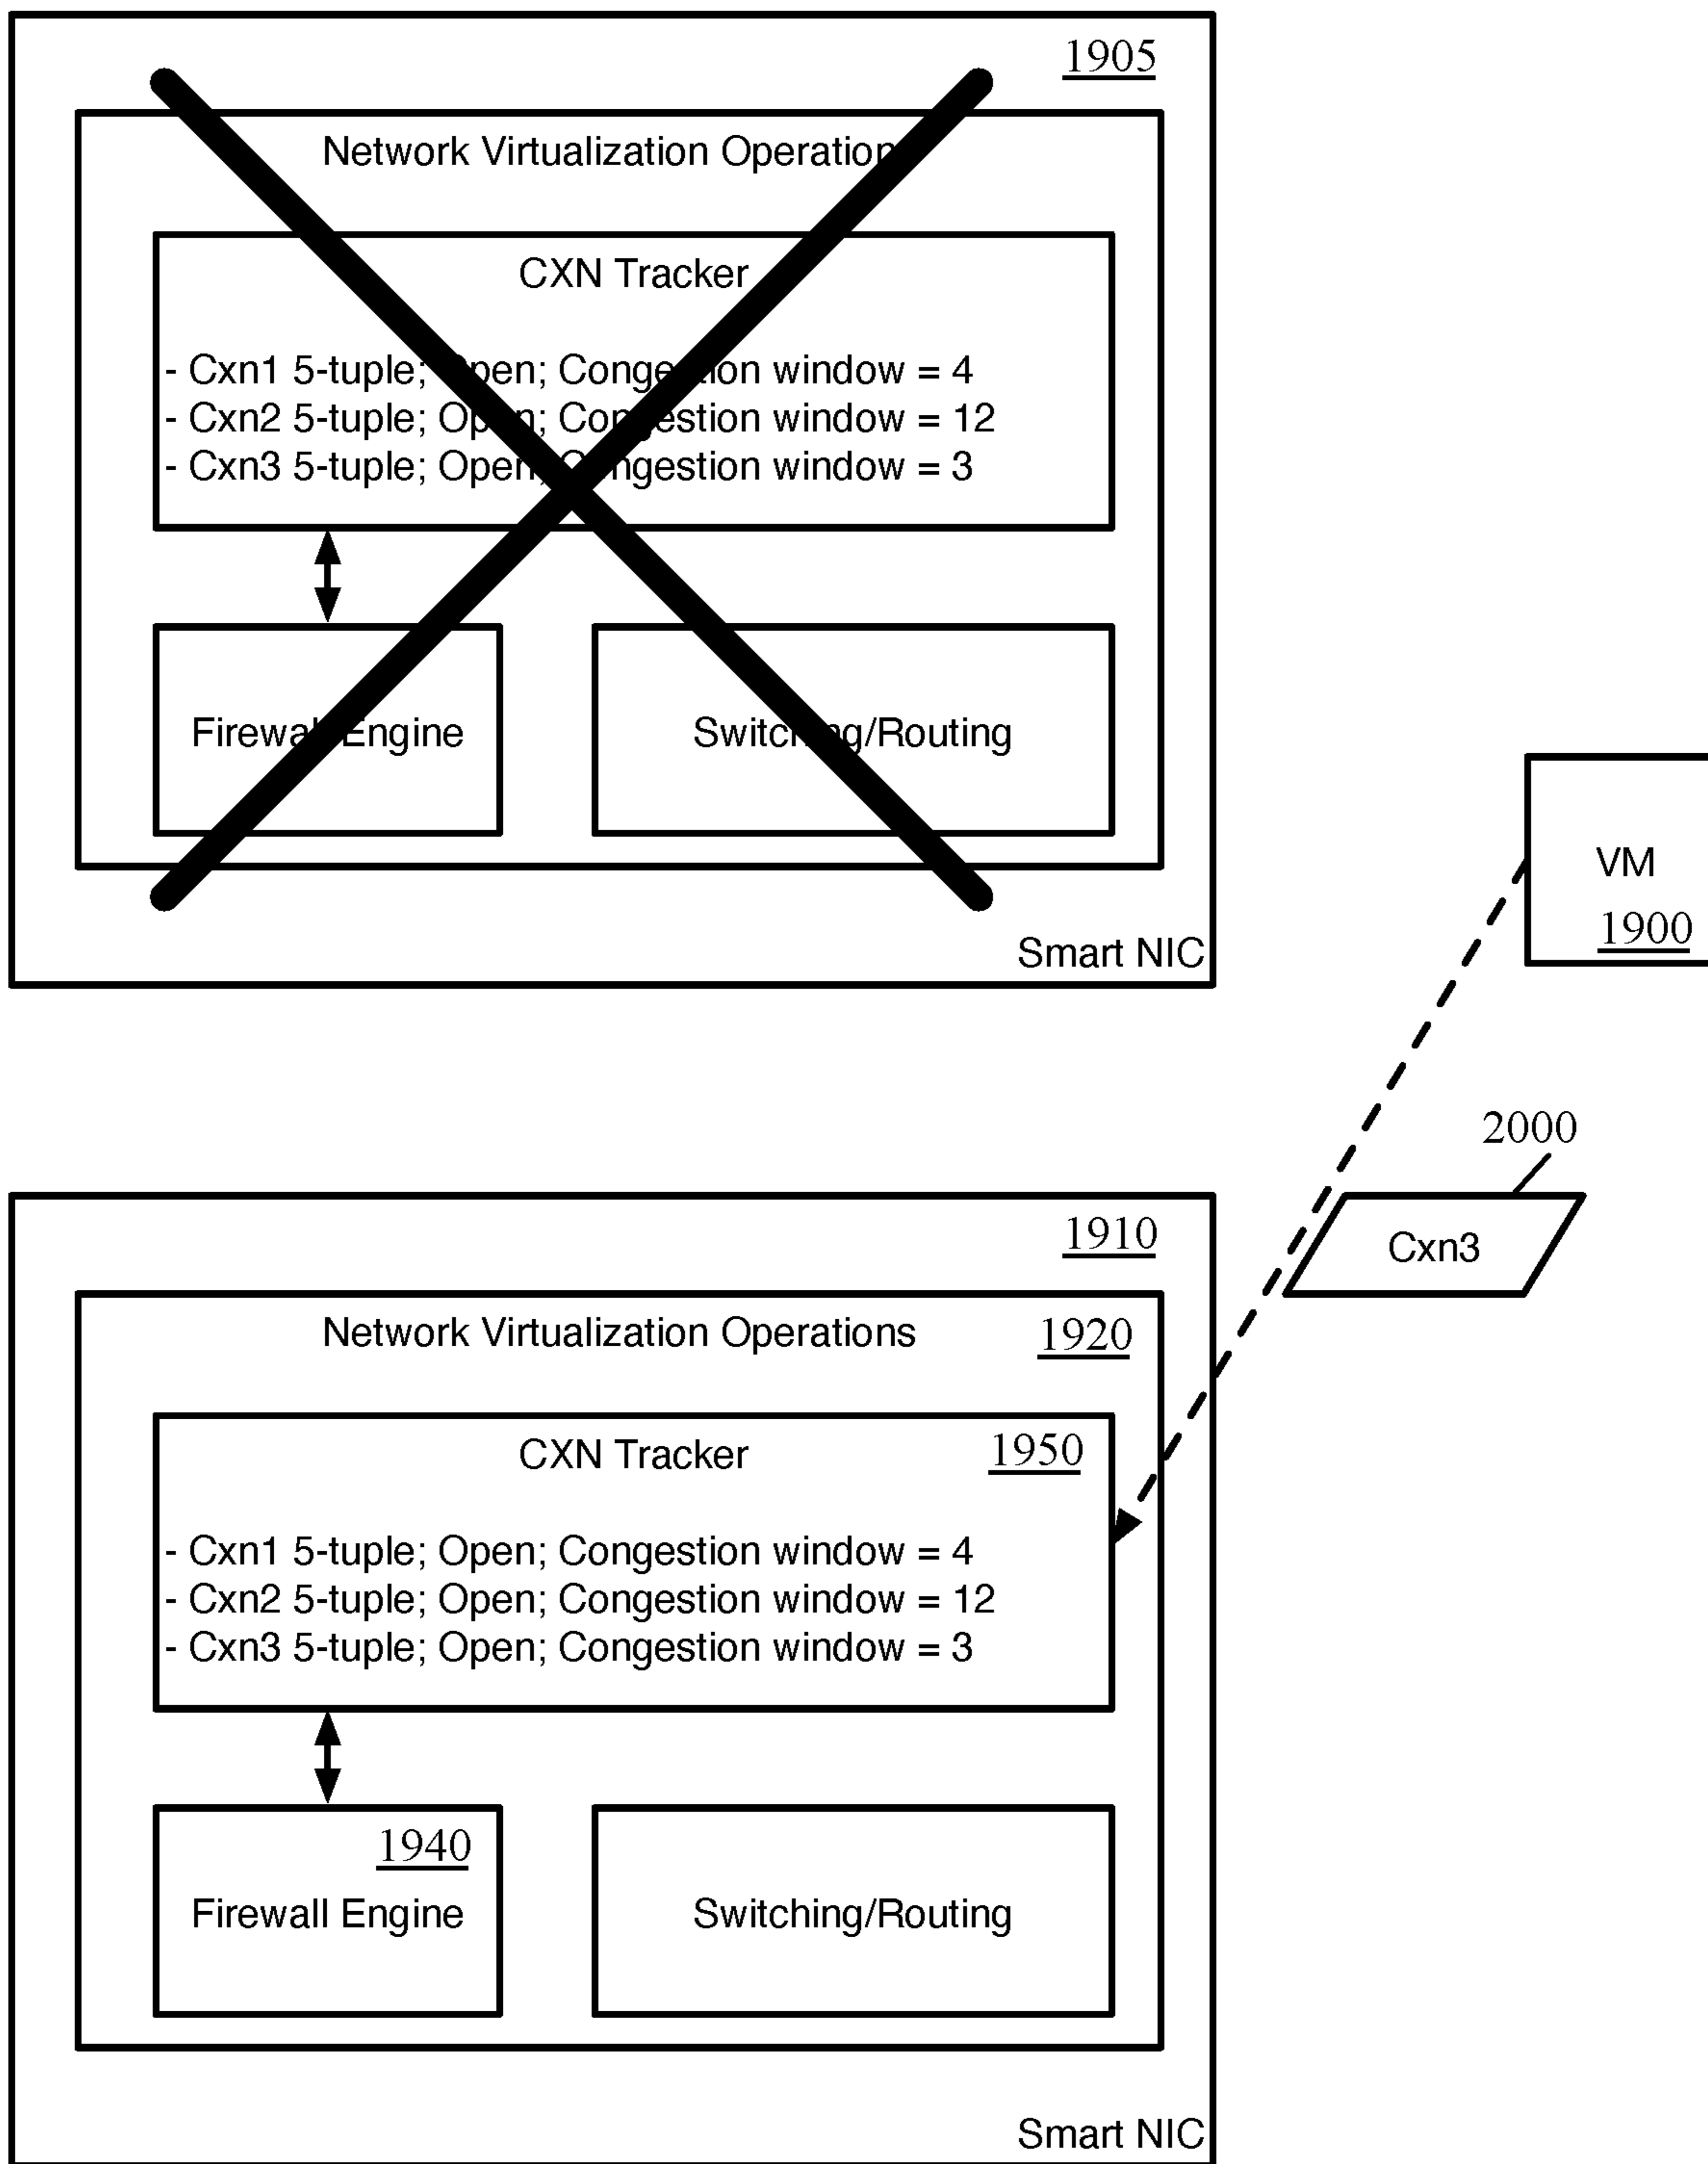 1905
Network Virtualization Operations
CXN Tracker
- Cxn1 5-tuple; Open; Congestion window = 4
- Cxn2 5-tuple; Open; Congestion window = 12
- Cxn3 5-tuple; Open; Congestion window = 3
Firewall Engine
Switching/Routing
Smart NIC
VM
1900
2000
Cxn3
1910
Network Virtualization Operations
1920
CXN Tracker
1950
- Cxn1 5-tuple; Open; Congestion window = 4
- Cxn2 5-tuple; Open; Congestion window = 12
- Cxn3 5-tuple; Open; Congestion window = 3
1940
Firewall Engine
Switching/Routing
Smart NIC